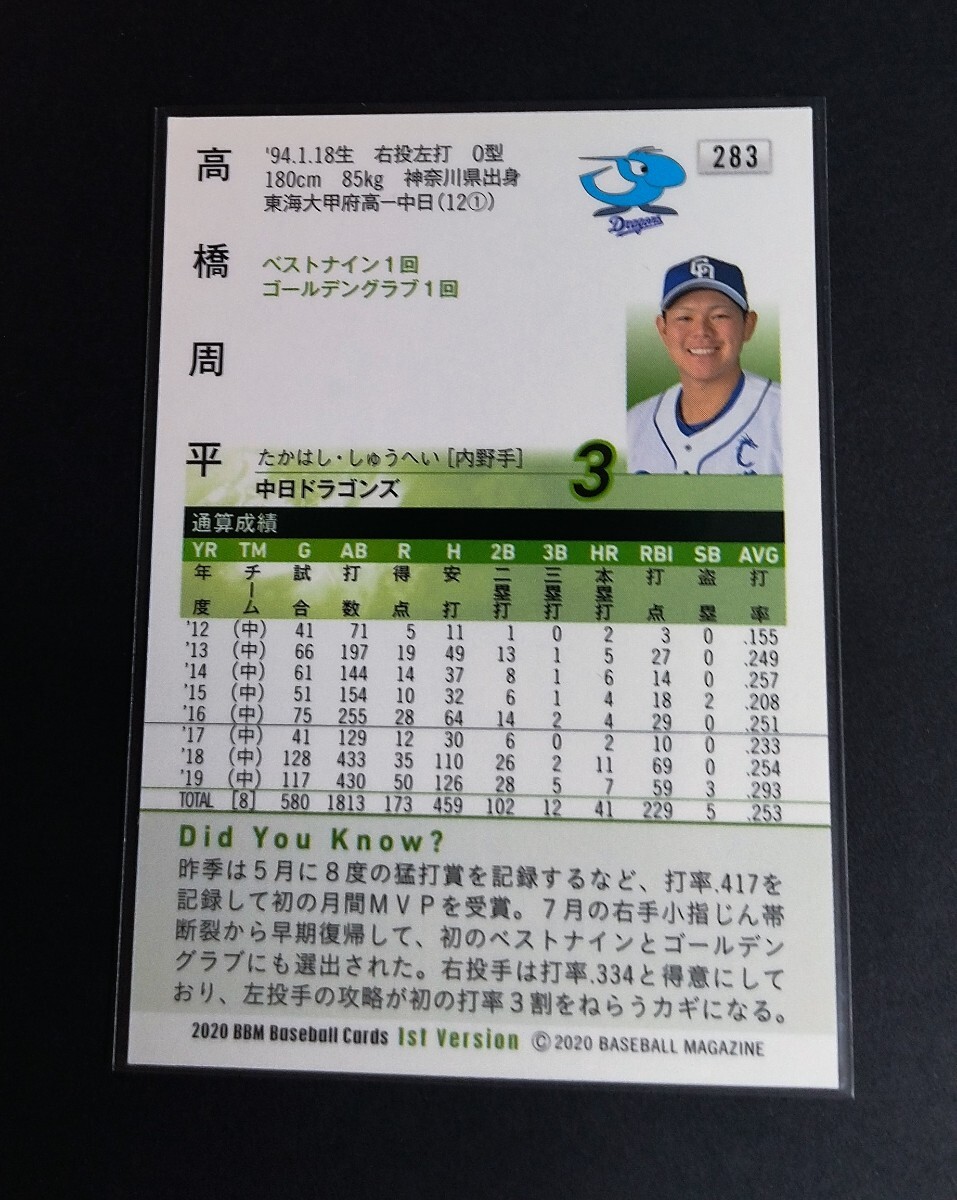 高橋周平
'94.1.18生 右投左打 O型
180cm 85kg 神奈川県出身
東海大甲府高ー中日(12①)
Dragons
283
ベストナイン1回
ゴールデングラブ1回
CD
たかはし・しゅうへい [内野手]
中日ドラゴンズ
3
通算成績
YR TM G AB R H 2B 3B HR RBI SB AVG
年度 チーム 試合 打数 得点 安打 二塁打 三塁打 本塁打 打点 盗塁 打率
'12 (中) 41 71 5 11 1 0 2 3 0 .155
'13 (中) 66 197 19 49 13 1 5 27 0 .249
'14 (中) 61 144 14 37 8 1 6 14 0 .257
'15 (中) 51 154 10 32 6 1 4 18 2 .208
'16 (中) 75 255 28 64 14 2 4 29 0 .251
'17 (中) 41 129 12 30 6 0 2 10 0 .233
'18 (中) 128 433 35 110 26 2 11 69 0 .254
'19 (中) 117 430 50 126 28 5 7 59 3 .293
TOTAL [8] 580 1813 173 459 102 12 41 229 5 .253
Did You Know?
昨季は5月に8度の猛打賞を記録するなど、打率.417を
記録して初の月間MVPを受賞。7月の右手小指じん帯
断裂から早期復帰して、初のベストナインとゴールデン
グラブにも選出された。右投手は打率.334と得意にして
おり、左投手の攻略が初の打率3割をねらうカギになる。
2020 BBM Baseball Cards 1st Version ©2020 BASEBALL MAGAZINE